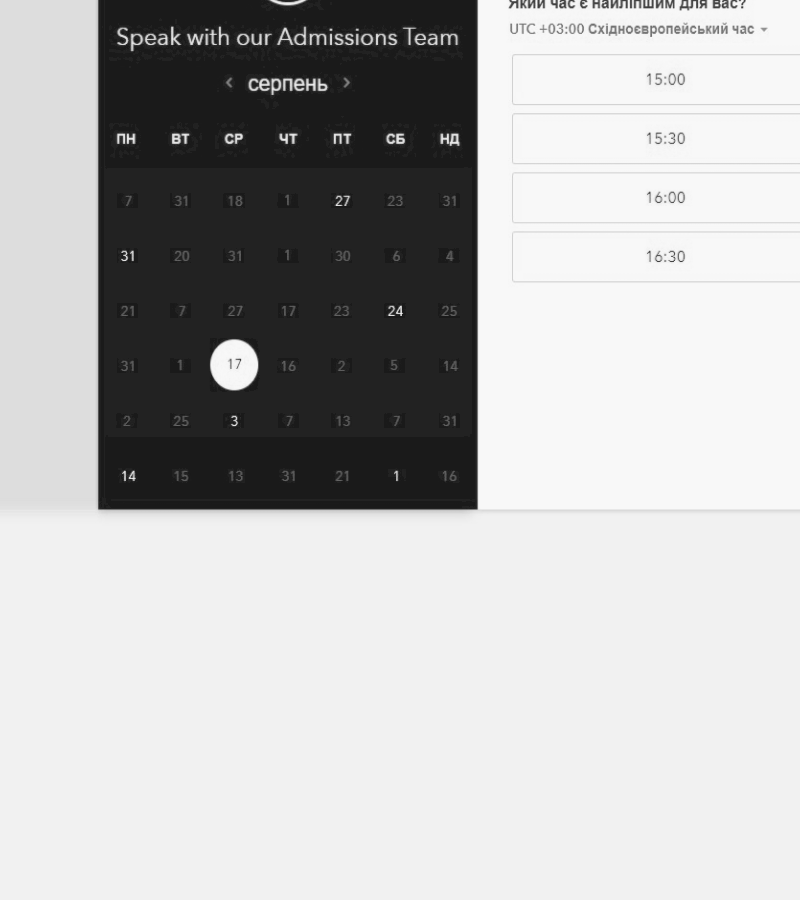 Speak with our Admissions Team
серпень
ПН ВТ СР ЧТ ПТ СБ НД
7 31 18 1 27 23 31
31 20 31 1 30 6 4
21 7 27 17 23 24 25
31 1 17 16 2 5 14
2 25 3 7 13 7 31
14 15 13 31 21 1 16
Який час є найліпшим для вас?
UTC +03:00 Східноєвропейський час
15:00
15:30
16:00
16:30